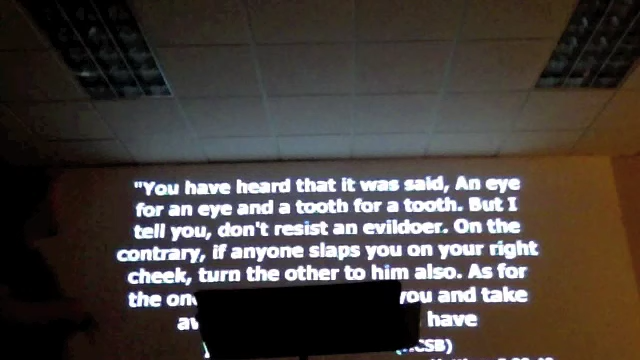 "You have heard that it was said, An eye
for an eye and a tooth for a tooth. But I
tell you, don't resist an evildoer. On the
contrary, if anyone slaps you on your right
cheek, turn the other to him also. As for
the you and take
have